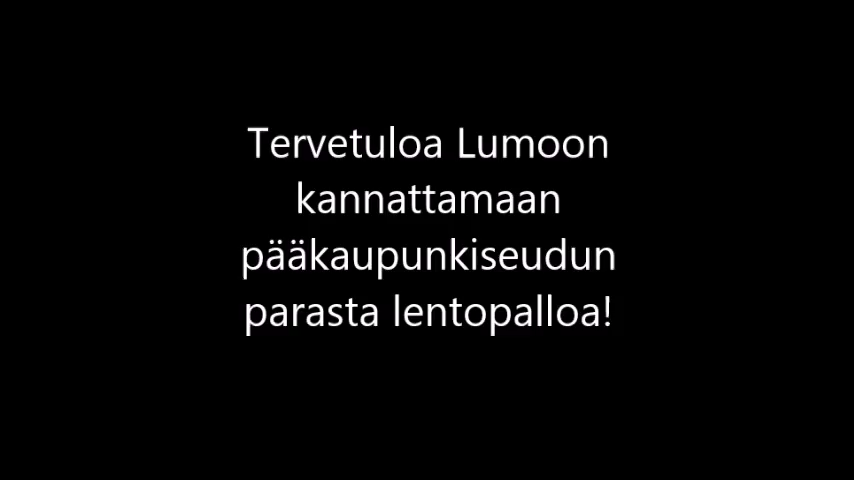 Tervetuloa Lumoon
kannattamaan
pääkaupunkiseudun
parasta lentopalloa!